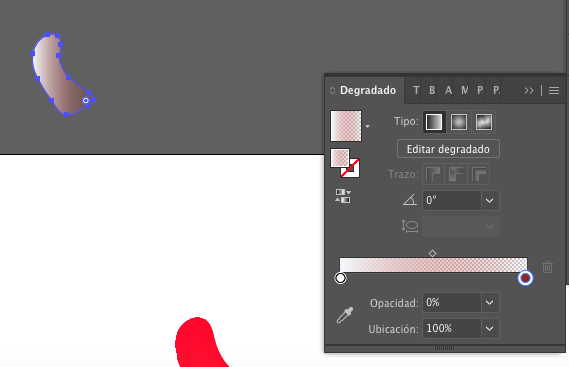 Degradado T B A M P P.
Tipo:
Editar degradado
Trazo:
0°
Opacidad: 0%
Ubicación: 100%